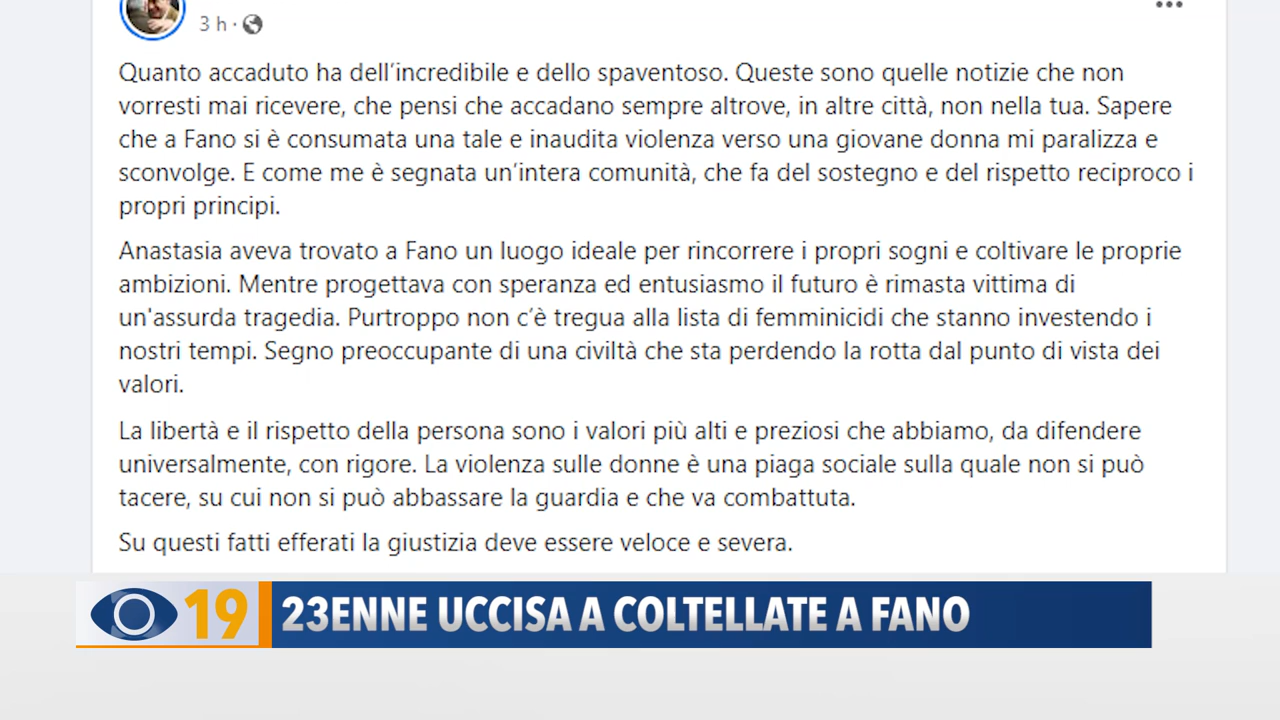 3 h ·
Quanto accaduto ha dell’incredibile e dello spaventoso. Queste sono quelle notizie che non
vorresti mai ricevere, che pensi che accadano sempre altrove, in altre città, non nella tua. Sapere
che a Fano si è consumata una tale e inaudita violenza verso una giovane donna mi paralizza e
sconvolge. E come me è segnata un’intera comunità, che fa del sostegno e del rispetto reciproco i
propri principi.
Anastasia aveva trovato a Fano un luogo ideale per rincorrere i propri sogni e coltivare le proprie
ambizioni. Mentre progettava con speranza ed entusiasmo il futuro è rimasta vittima di
un'assurda tragedia. Purtroppo non c’è tregua alla lista di femminicidi che stanno investendo i
nostri tempi. Segno preoccupante di una civiltà che sta perdendo la rotta dal punto di vista dei
valori.
La libertà e il rispetto della persona sono i valori più alti e preziosi che abbiamo, da difendere
universalmente, con rigore. La violenza sulle donne è una piaga sociale sulla quale non si può
tacere, su cui non si può abbassare la guardia e che va combattuta.
Su questi fatti efferati la giustizia deve essere veloce e severa.
19 23ENNE UCCISA A COLTELLATE A FANO